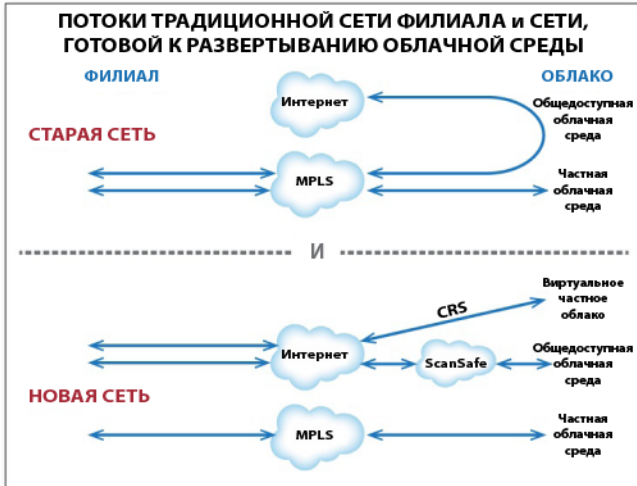 ПОТОКИ ТРАДИЦИОННОЙ СЕТИ ФИЛИАЛА и СЕТИ,
ГОТОВОЙ К РАЗВЕРТЫВАНИЮ ОБЛАЧНОЙ СРЕДЫ
ФИЛИАЛ
ОБЛАКО
СТАРАЯ СЕТЬ
Интернет
Общедоступная
облачная
среда
MPLS
Частная
облачная
среда
И
НОВАЯ СЕТЬ
Интернет
CRS
Виртуальное
частное
облако
ScanSafe
Общедоступная
облачная
среда
MPLS
Частная
облачная
среда